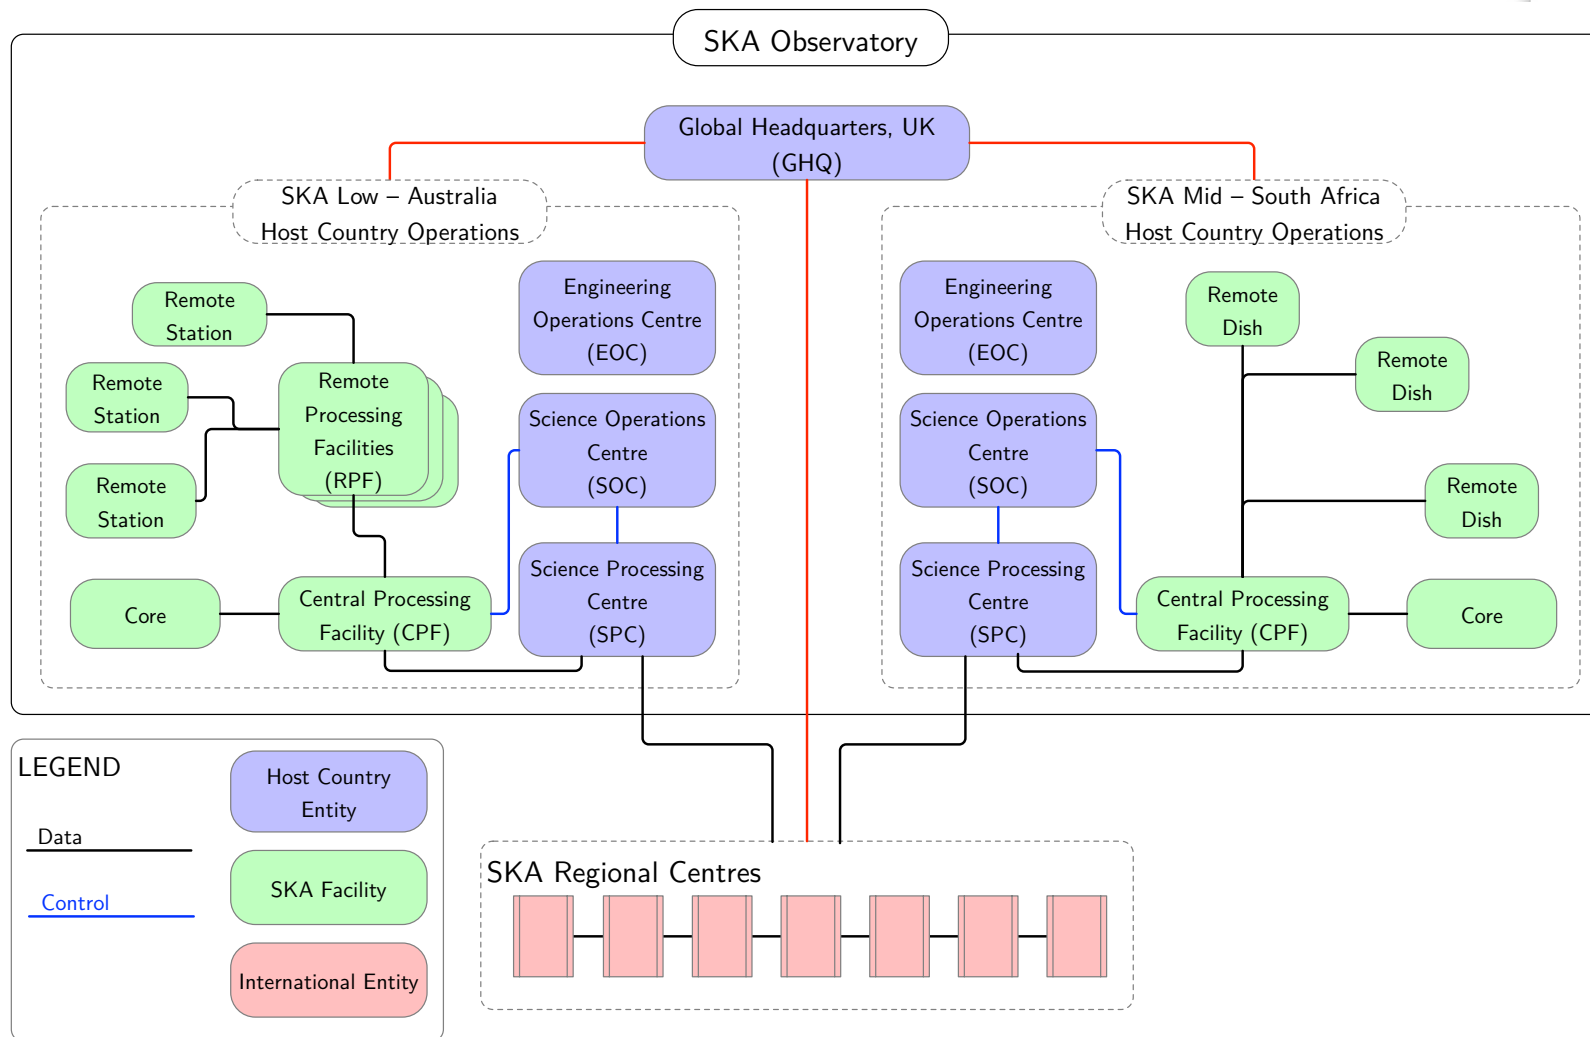 SKA Observatory
Global Headquarters, UK
(GHQ)
SKA Low – Australia
Host Country Operations
Remote
Station
Remote
Station
Remote
Station
Remote
Processing
Facilities
(RPF)
Core
Central Processing
Facility (CPF)
Engineering
Operations Centre
(EOC)
Science Operations
Centre
(SOC)
Science Processing
Centre
(SPC)
SKA Mid – South Africa
Host Country Operations
Engineering
Operations Centre
(EOC)
Science Operations
Centre
(SOC)
Science Processing
Centre
(SPC)
Remote
Dish
Remote
Dish
Remote
Dish
Central Processing
Facility (CPF)
Core
LEGEND
Data
Control
Host Country
Entity
SKA Facility
International Entity
SKA Regional Centres